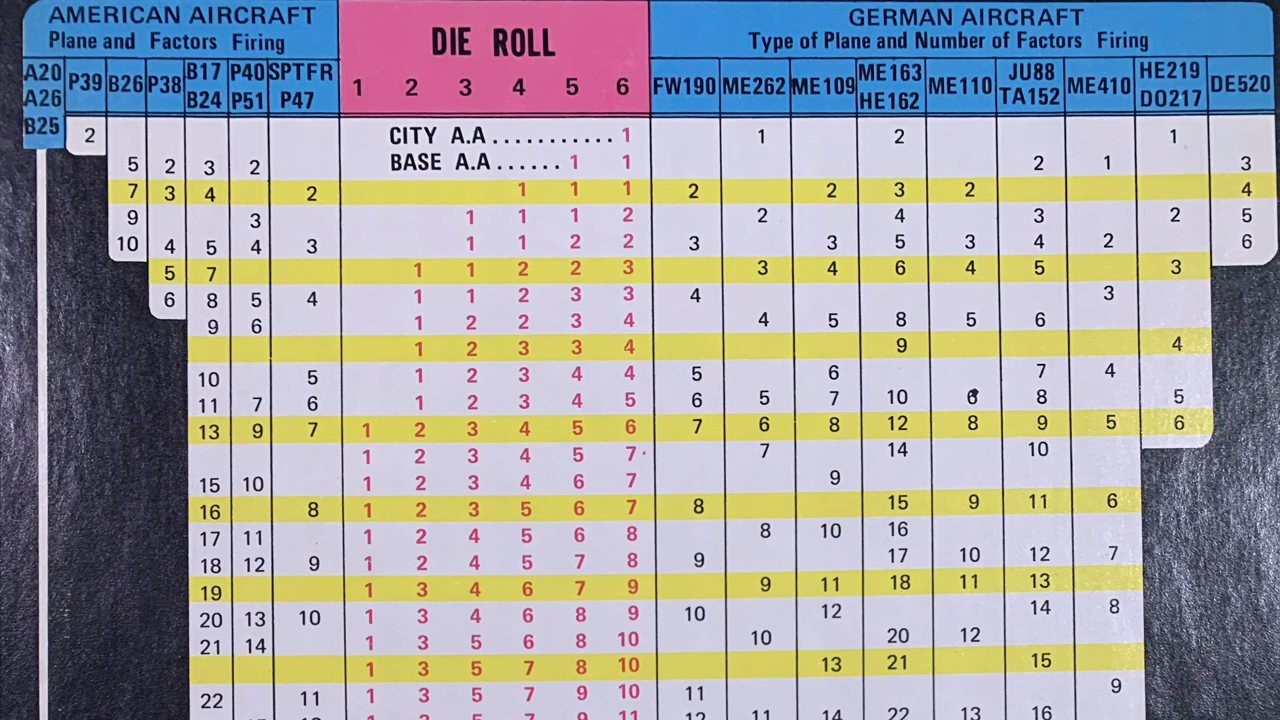 AMERICAN AIRCRAFT DIE ROLL GERMAN AIRCRAFT
Plane and Factors Firing Type of Plane and Number of Factors Firing
A20 A26 B25 P39 B26 P38 B17 B24 P40 P51 SPTFR P47 1 2 3 4 5 6 FW190 ME262 ME109 ME163 HE162 ME110 JU88 TA152 ME410 HE219 DO217 DE520
2 CITY A.A........... 1 1 2 1
5 2 3 2 BASE A.A...... 1 1 2 1 3
7 3 4 2 1 1 1 2 2 3 2 4
9 3 1 1 1 2 2 4 3 2 5
10 4 5 4 3 1 1 2 2 3 3 5 3 4 2 6
5 7 1 1 2 2 3 3 4 6 4 5 3
6 8 5 4 1 1 2 3 3 4 3
9 6 1 2 2 3 4 4 5 8 5 6
1 2 3 3 4 9 4
10 5 1 2 3 4 4 5 6 7 4
11 7 6 1 2 3 4 5 6 5 7 10 6 8 5
13 9 7 1 2 3 4 5 6 7 6 8 12 8 9 5 6
1 2 3 4 5 7 7 14 10
15 10 1 2 3 4 6 7 9
16 8 1 2 3 5 6 7 8 15 9 11 6
17 11 1 2 4 5 6 8 8 10 16
18 12 9 1 2 4 5 7 8 9 17 10 12 7
19 1 3 4 6 7 9 9 11 18 11 13
20 13 10 1 3 4 6 8 9 10 12 14 8
21 14 1 3 5 6 8 10 10 20 12
1 3 5 7 8 10 13 21 15
22 11 1 3 5 7 9 10 11 9
7 9 11 12 11 14 22 13 16